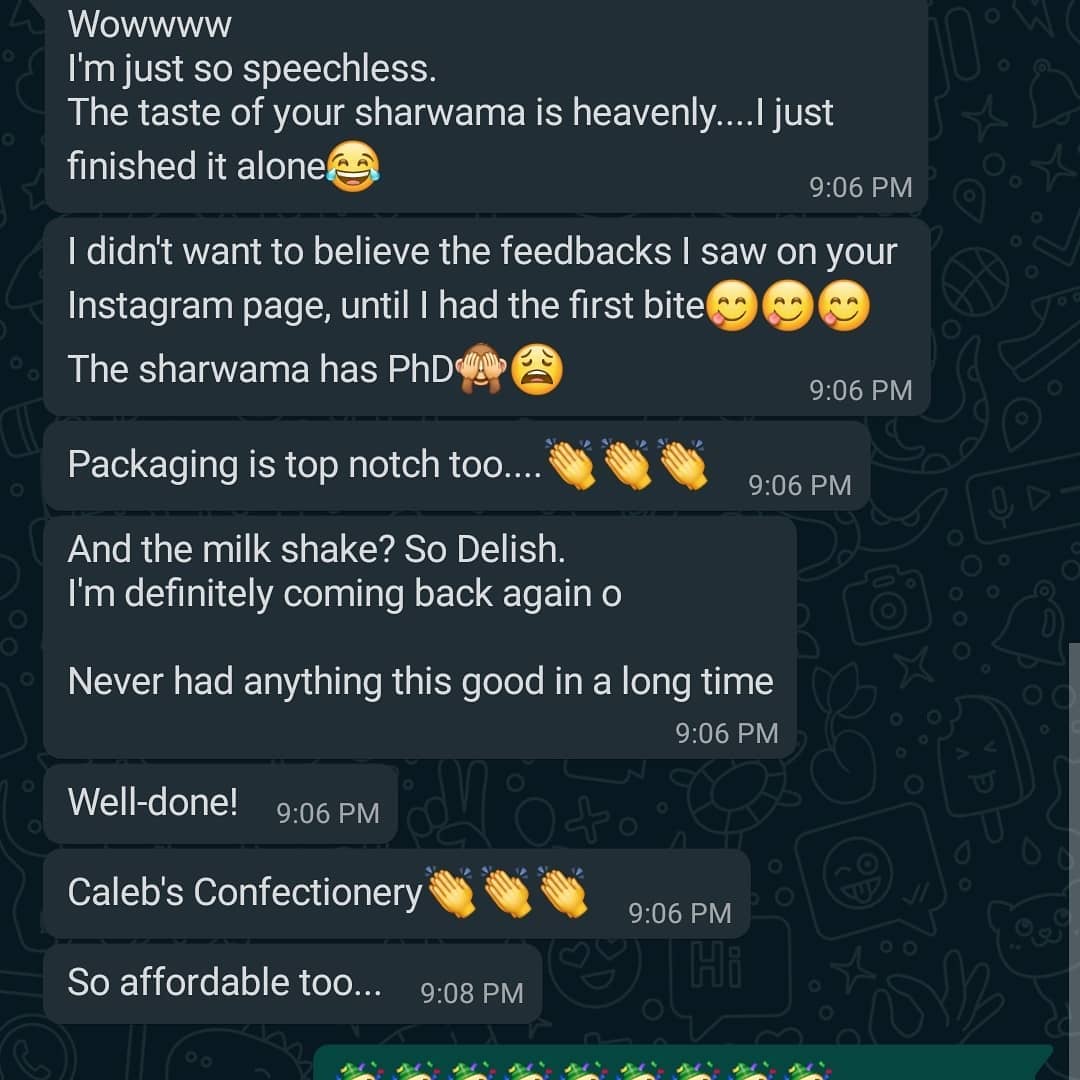 Wowwww
I'm just so speechless.
The taste of your sharwama is heavenly....I just
finished it alone😂
9:06 PM
I didn't want to believe the feedbacks I saw on your
Instagram page, until I had the first bite😋😋😋
The sharwama has PhD🙈😩
9:06 PM
Packaging is top notch too....👏👏👏 9:06 PM
And the milk shake? So Delish.
I'm definitely coming back again o
Never had anything this good in a long time
9:06 PM
Well-done! 9:06 PM
Caleb's Confectionery👏👏👏 9:06 PM
So affordable too... 9:08 PM
Hi